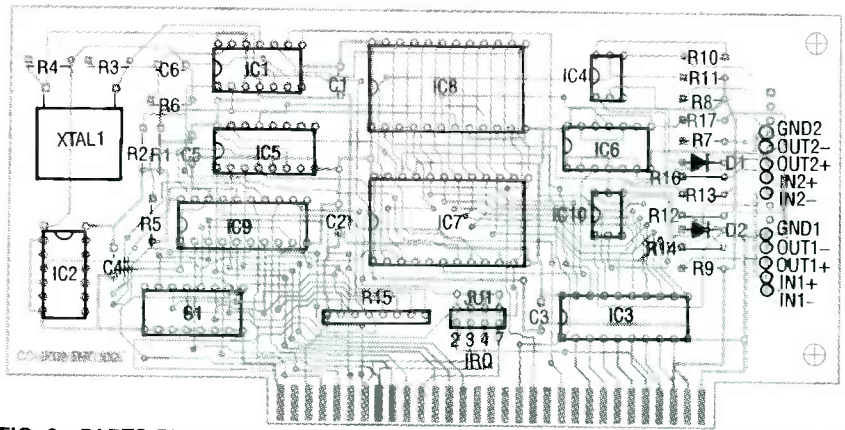 R4 R3 C6 IC1 C1 IC8 IC4 R10
R11
R6 R8
XTAL1 R17
R2 R1 C5 IC5 IC6 R7
D1
R16
R13
R5 IC9 C2 IC7 IC10 R12
D2
IC2 C4 R14
R9
S1 R15 JU1 C3 IC3
2 3 4 7
IRQ
GND2
OUT2-
OUT2+
IN2+
IN2-
GND1
OUT1-
OUT1+
IN1+
IN1-